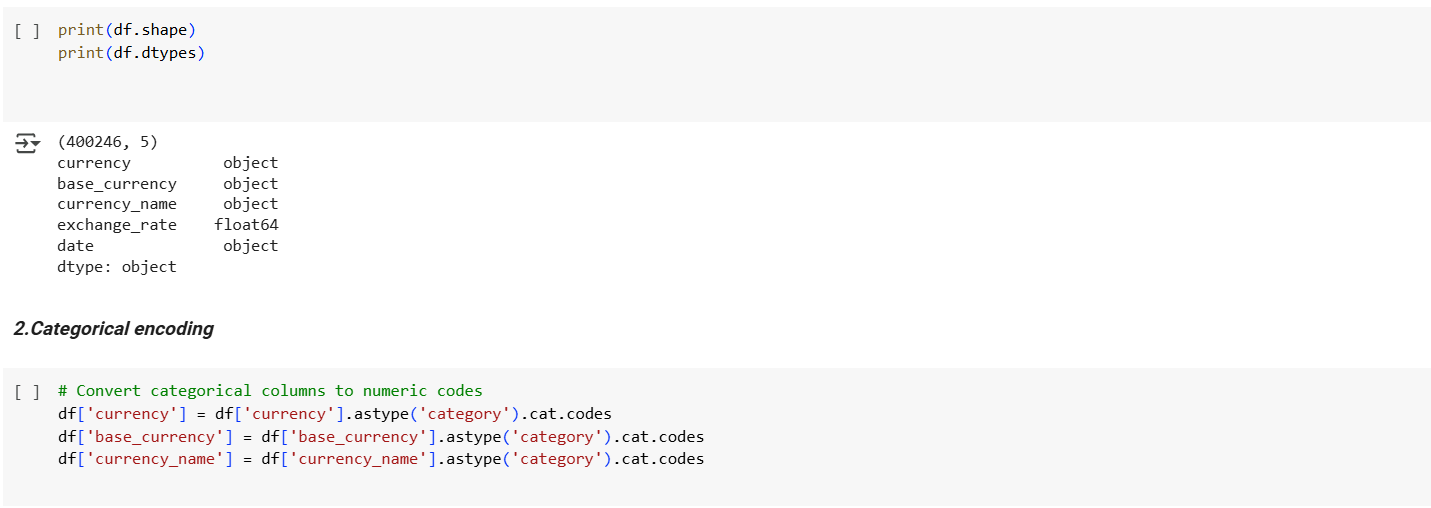 [ ] print(df.shape)
print(df.dtypes)
(400246, 5)
currency          object
base_currency     object
currency_name     object
exchange_rate    float64
date              object
dtype: object
2.Categorical encoding
[ ] # Convert categorical columns to numeric codes
df['currency'] = df['currency'].astype('category').cat.codes
df['base_currency'] = df['base_currency'].astype('category').cat.codes
df['currency_name'] = df['currency_name'].astype('category').cat.codes